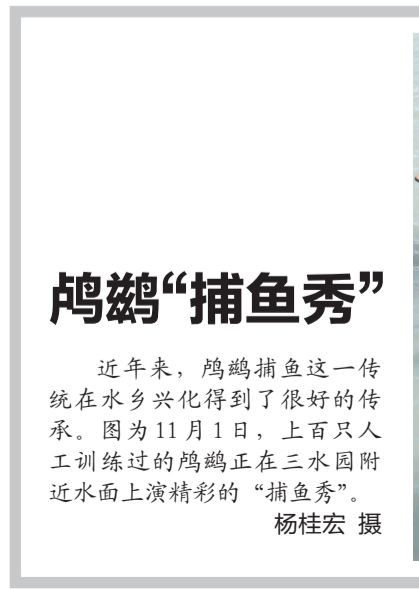 鸬鹚“捕鱼秀”
近年来，鸬鹚捕鱼这一传
统在水乡兴化得到了很好的传
承。图为11月1日，上百只人
工训练过的鸬鹚正在三水园附
近水面上演精彩的“捕鱼秀”。
杨桂宏 摄